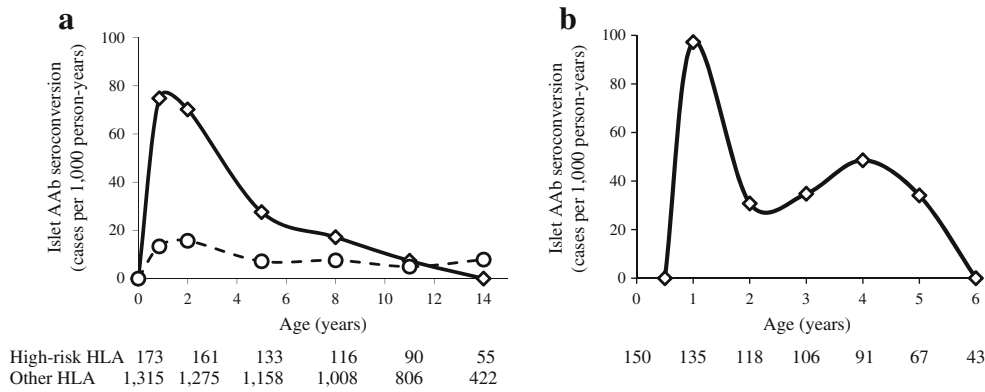 a
Islet AAb seroconversion
(cases per 1,000 person-years)
100
80
60
40
20
0
0 2 4 6 8 10 12 14
Age (years)
High-risk HLA 173 161 133 116 90 55
Other HLA 1,315 1,275 1,158 1,008 806 422
b
Islet AAb seroconversion
(cases per 1,000 person-years)
100
80
60
40
20
0
0 1 2 3 4 5 6
Age (years)
150 135 118 106 91 67 43